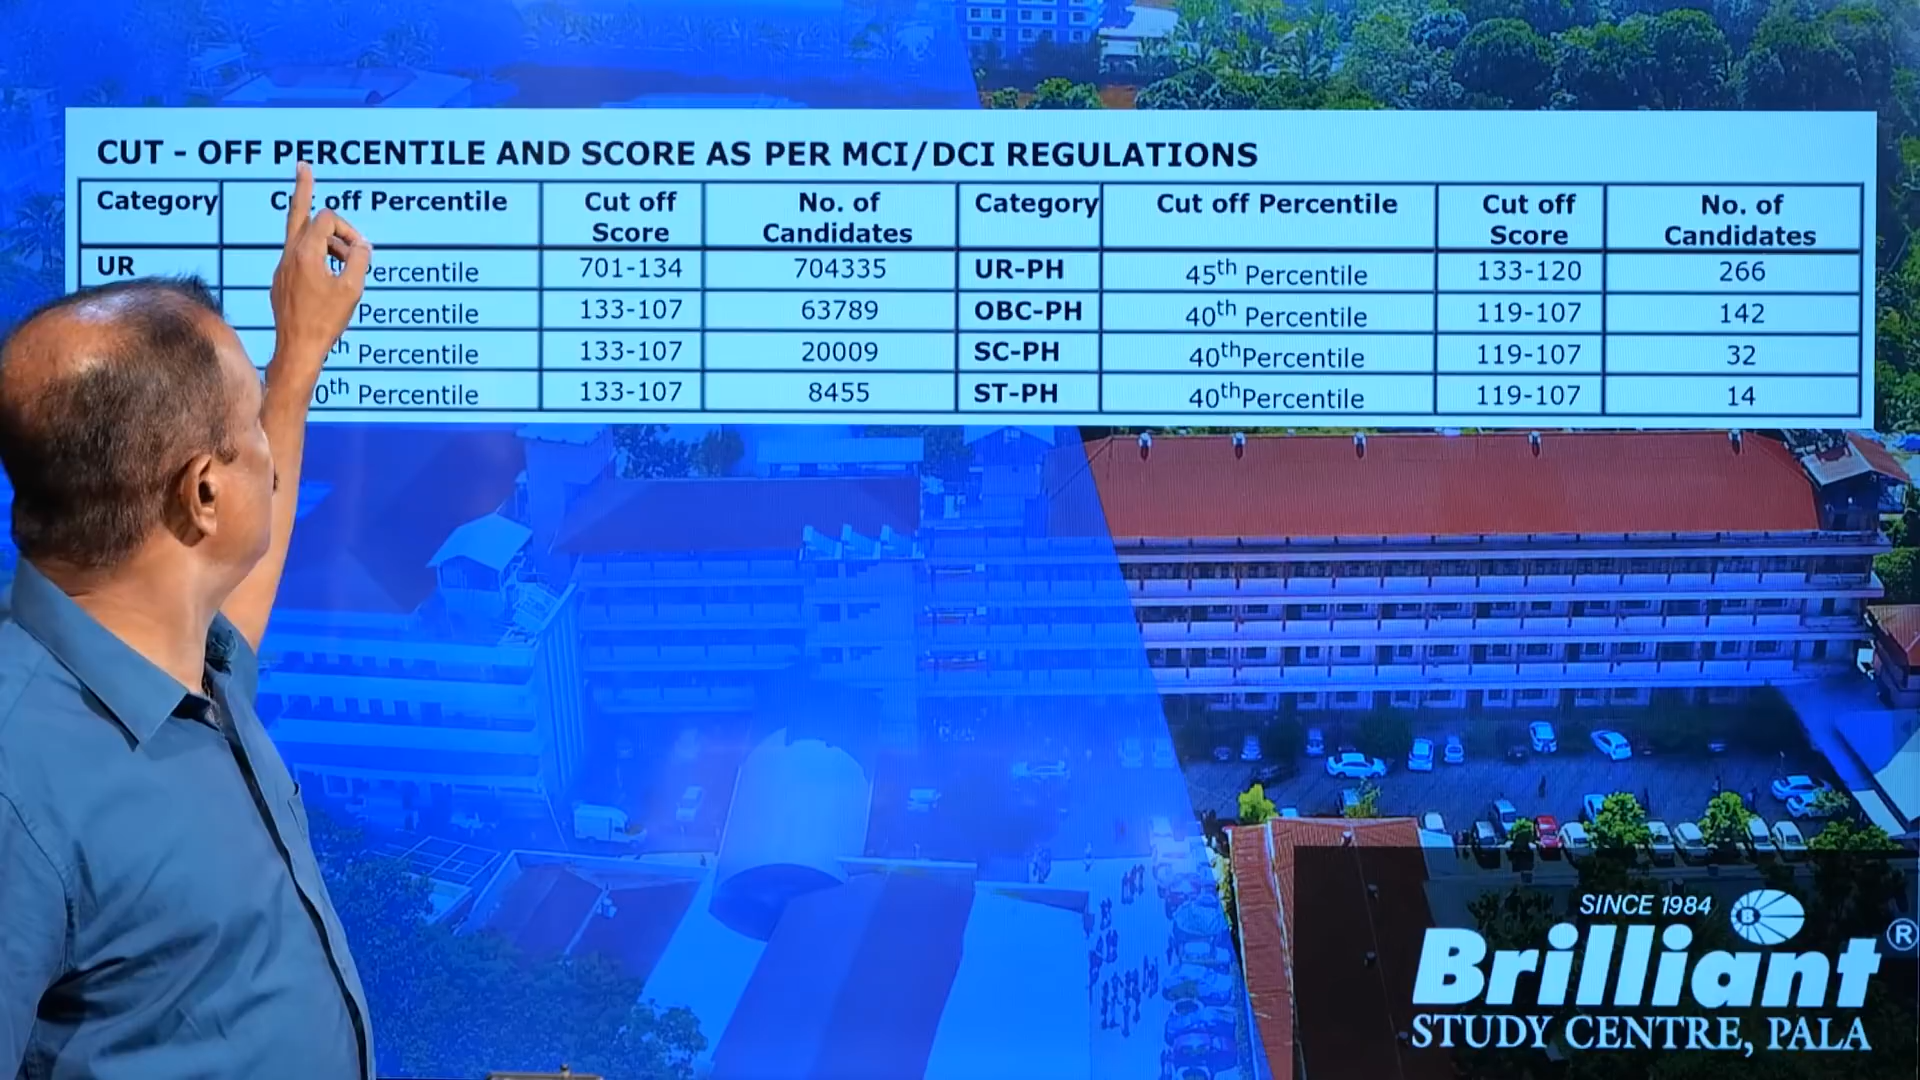 CUT - OFF PERCENTILE AND SCORE AS PER MCI/DCI REGULATIONS
Category off Percentile Cut off Score No. of Candidates Category Cut off Percentile Cut off Score No. of Candidates
UR Percentile 701-134 704335 UR-PH 45th Percentile 133-120 266
Percentile 133-107 63789 OBC-PH 40th Percentile 119-107 142
th Percentile 133-107 20009 SC-PH 40thPercentile 119-107 32
0th Percentile 133-107 8455 ST-PH 40thPercentile 119-107 14
SINCE 1984
B
Brilliant ®
STUDY CENTRE, PALA